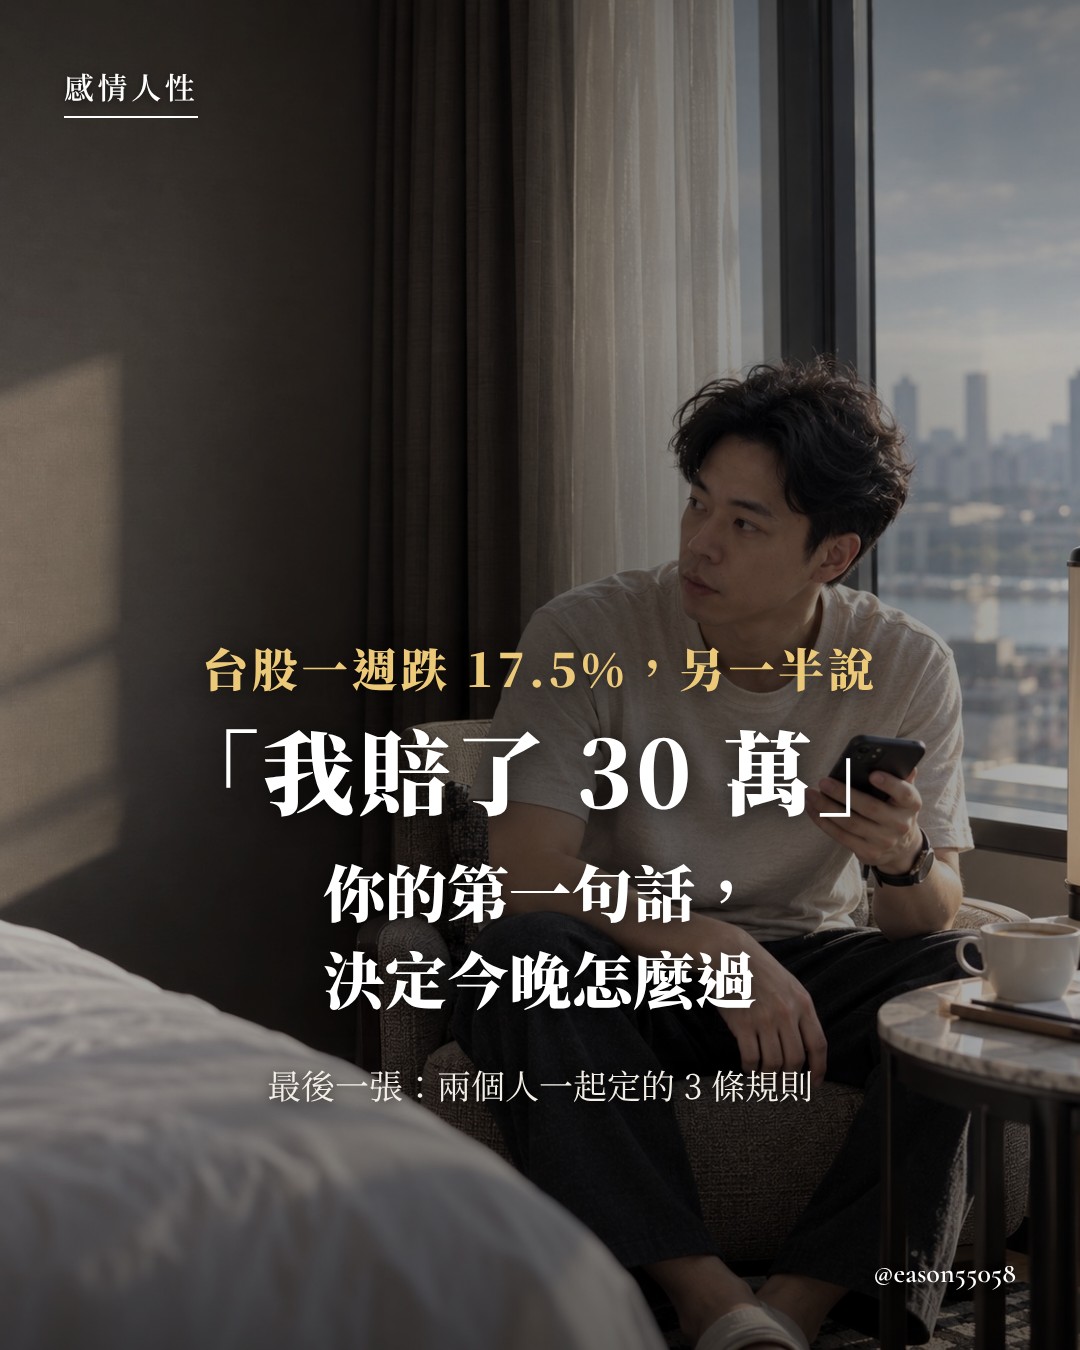 感情人性
台股一週跌 17.5%，另一半說
「我賠了 30 萬」
你的第一句話，
決定今晚怎麼過
最後一張：兩個人一起定的 3 條規則
@eason55058